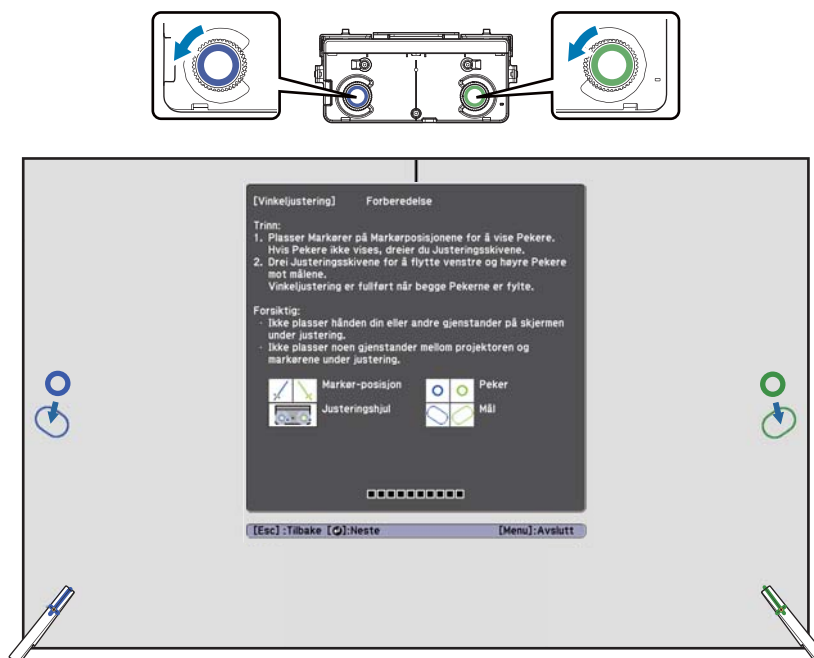 [Vinkeljustering] Forberedelse
Trinn:
1. Plasser Markører på Markørposisjonene for å vise Pekere.
Hvis Pekere ikke vises, dreier du Justeringsskivene.
2. Drei Justeringsskivene for å flytte venstre og høyre Pekere
mot målene.
Vinkeljustering er fullført når begge Pekerne er fylte.
Forsiktig:
· Ikke plasser hånden din eller andre gjenstander på skjermen
under justering.
· Ikke plasser noen gjenstander mellom projektoren og
markørene under justering.
Markør-posisjon
Peker
Justeringshjul
Mål
[Esc] :Tilbake [⏎]:Neste [Menu]:Avslutt